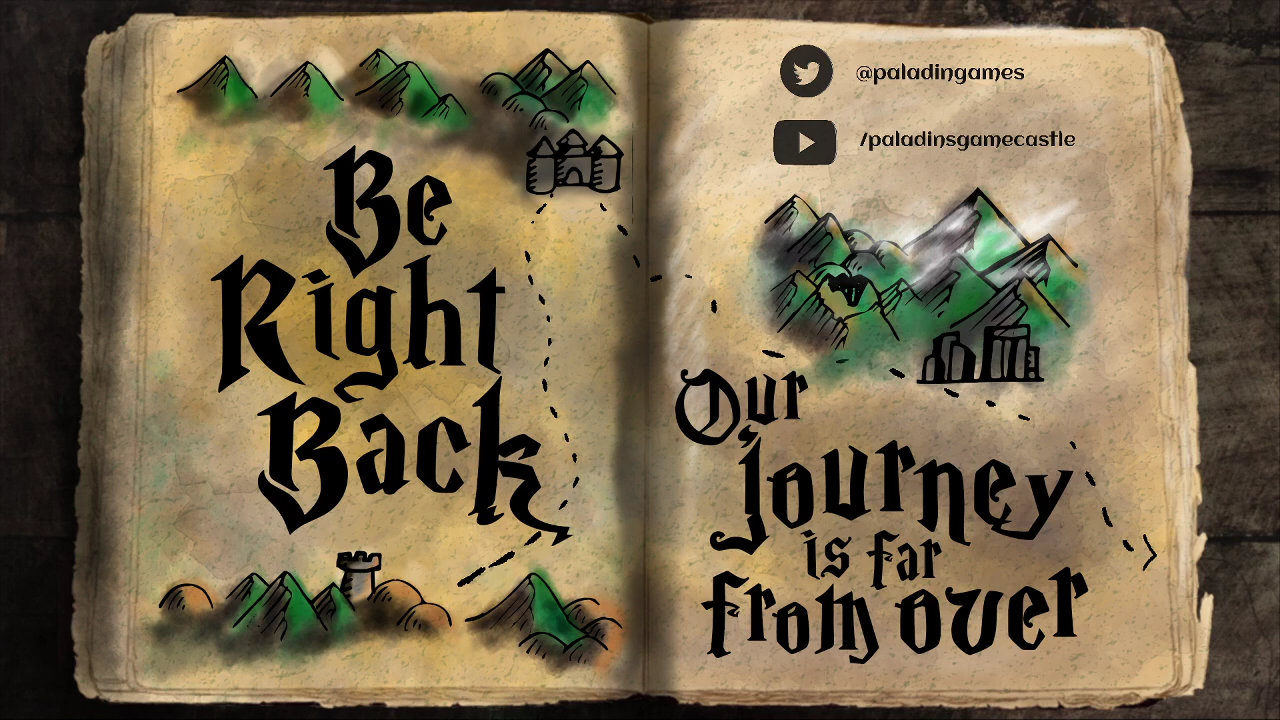 Be
Right
Back
@paladingames
/paladinsgamecastle
Our
journey
is far
from over